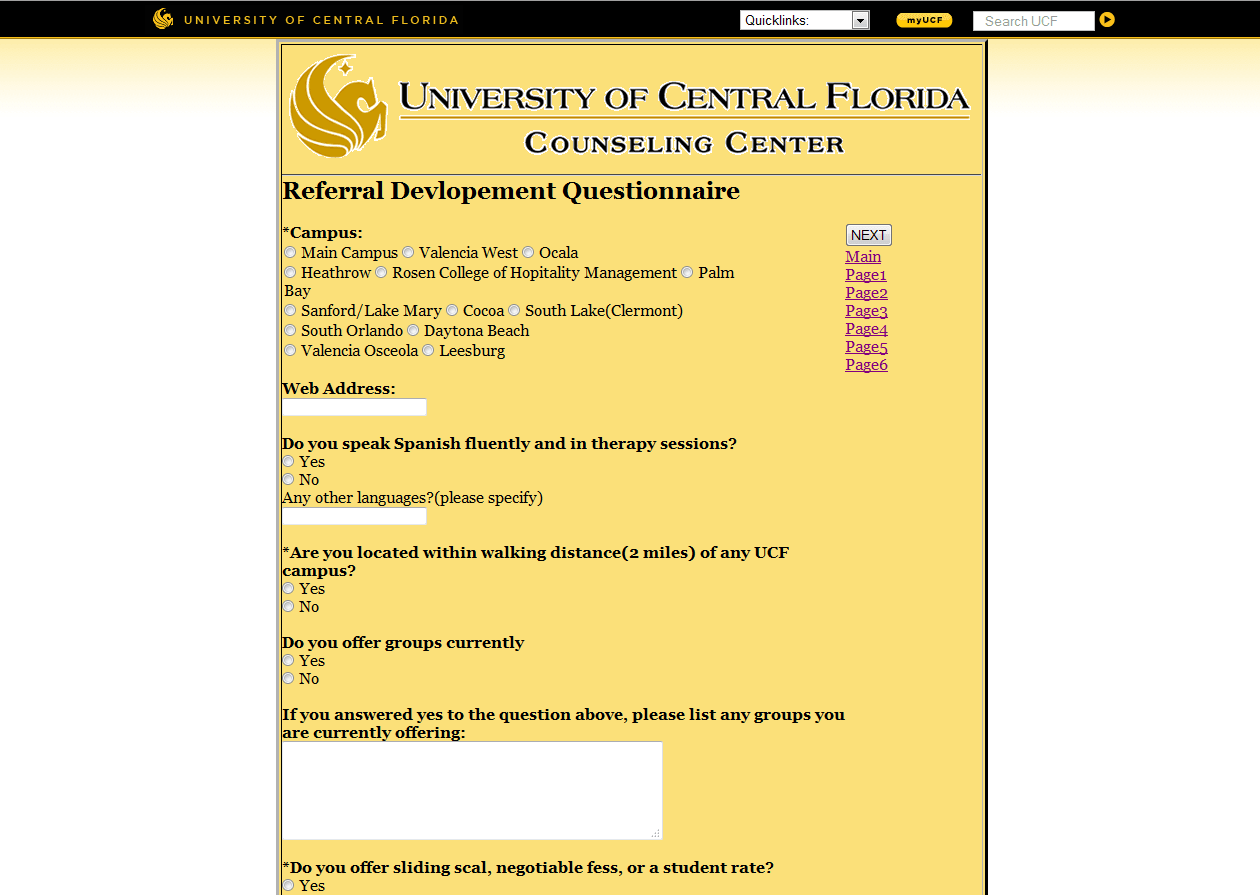 UNIVERSITY OF CENTRAL FLORIDA
Quicklinks:
myUCF
Search UCF
UNIVERSITY OF CENTRAL FLORIDA
COUNSELING CENTER
Referral Devlopement Questionnaire
*Campus:
Main Campus Valencia West Ocala
Heathrow Rosen College of Hopitality Management Palm
Bay
Sanford/Lake Mary Cocoa South Lake(Clermont)
South Orlando Daytona Beach
Valencia Osceola Leesburg
NEXT
Main
Page1
Page2
Page3
Page4
Page5
Page6
Web Address:
Do you speak Spanish fluently and in therapy sessions?
Yes
No
Any other languages?(please specify)
*Are you located within walking distance(2 miles) of any UCF
campus?
Yes
No
Do you offer groups currently
Yes
No
If you answered yes to the question above, please list any groups you
are currently offering:
*Do you offer sliding scal, negotiable fess, or a student rate?
Yes